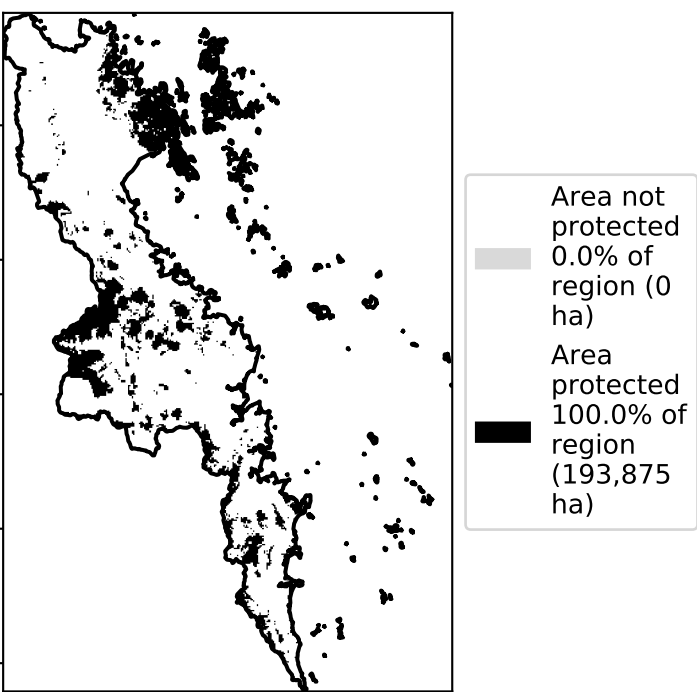 Area not
protected
0.0% of
region (0
ha)
Area
protected
100.0% of
region
(193,875
ha)